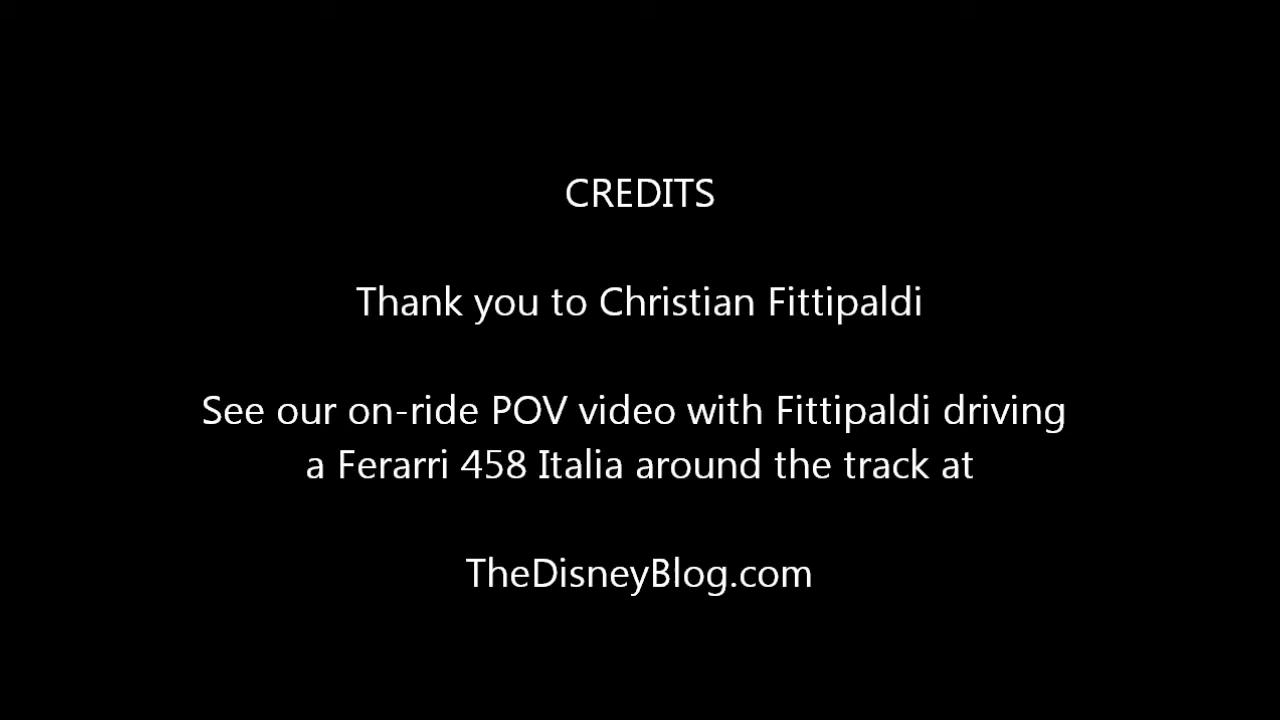 CREDITS
Thank you to Christian Fittipaldi
See our on-ride POV video with Fittipaldi driving
a Ferarri 458 Italia around the track at
TheDisneyBlog.com